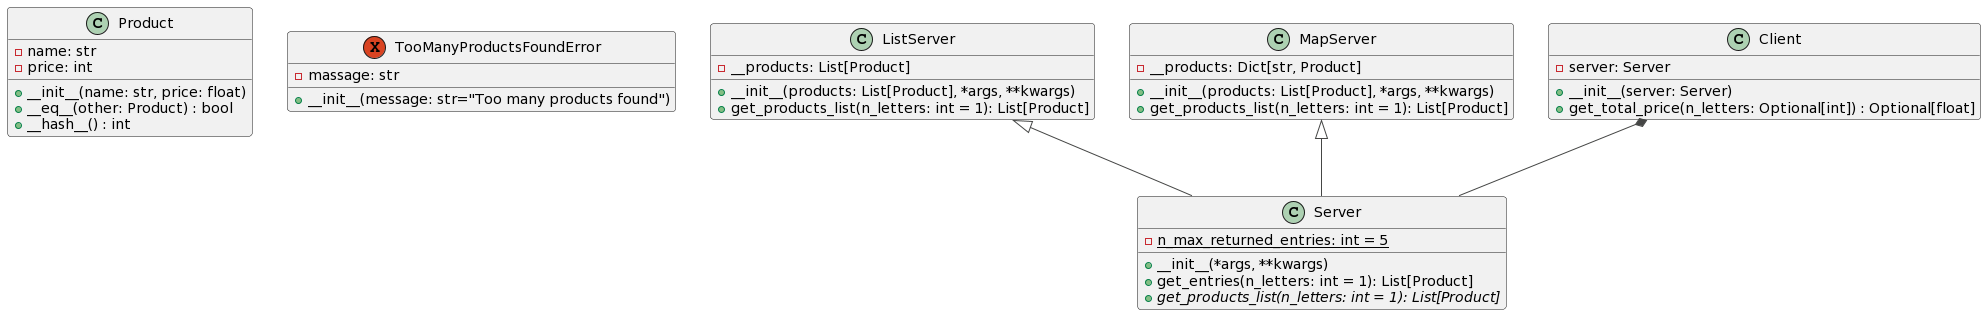 C Product
name: str
price: int
__init__(name: str, price: float)
__eq__(other: Product) : bool
__hash__() : int
X TooManyProductsFoundError
massage: str
__init__(message: str="Too many products found")
C ListServer
__products: List[Product]
__init__(products: List[Product], *args, **kwargs)
get_products_list(n_letters: int = 1): List[Product]
C MapServer
__products: Dict[str, Product]
__init__(products: List[Product], *args, **kwargs)
get_products_list(n_letters: int = 1): List[Product]
C Client
server: Server
__init__(server: Server)
get_total_price(n_letters: Optional[int]) : Optional[float]
C Server
n_max_returned_entries: int = 5
__init__(*args, **kwargs)
get_entries(n_letters: int = 1): List[Product]
get_products_list(n_letters: int = 1): List[Product]